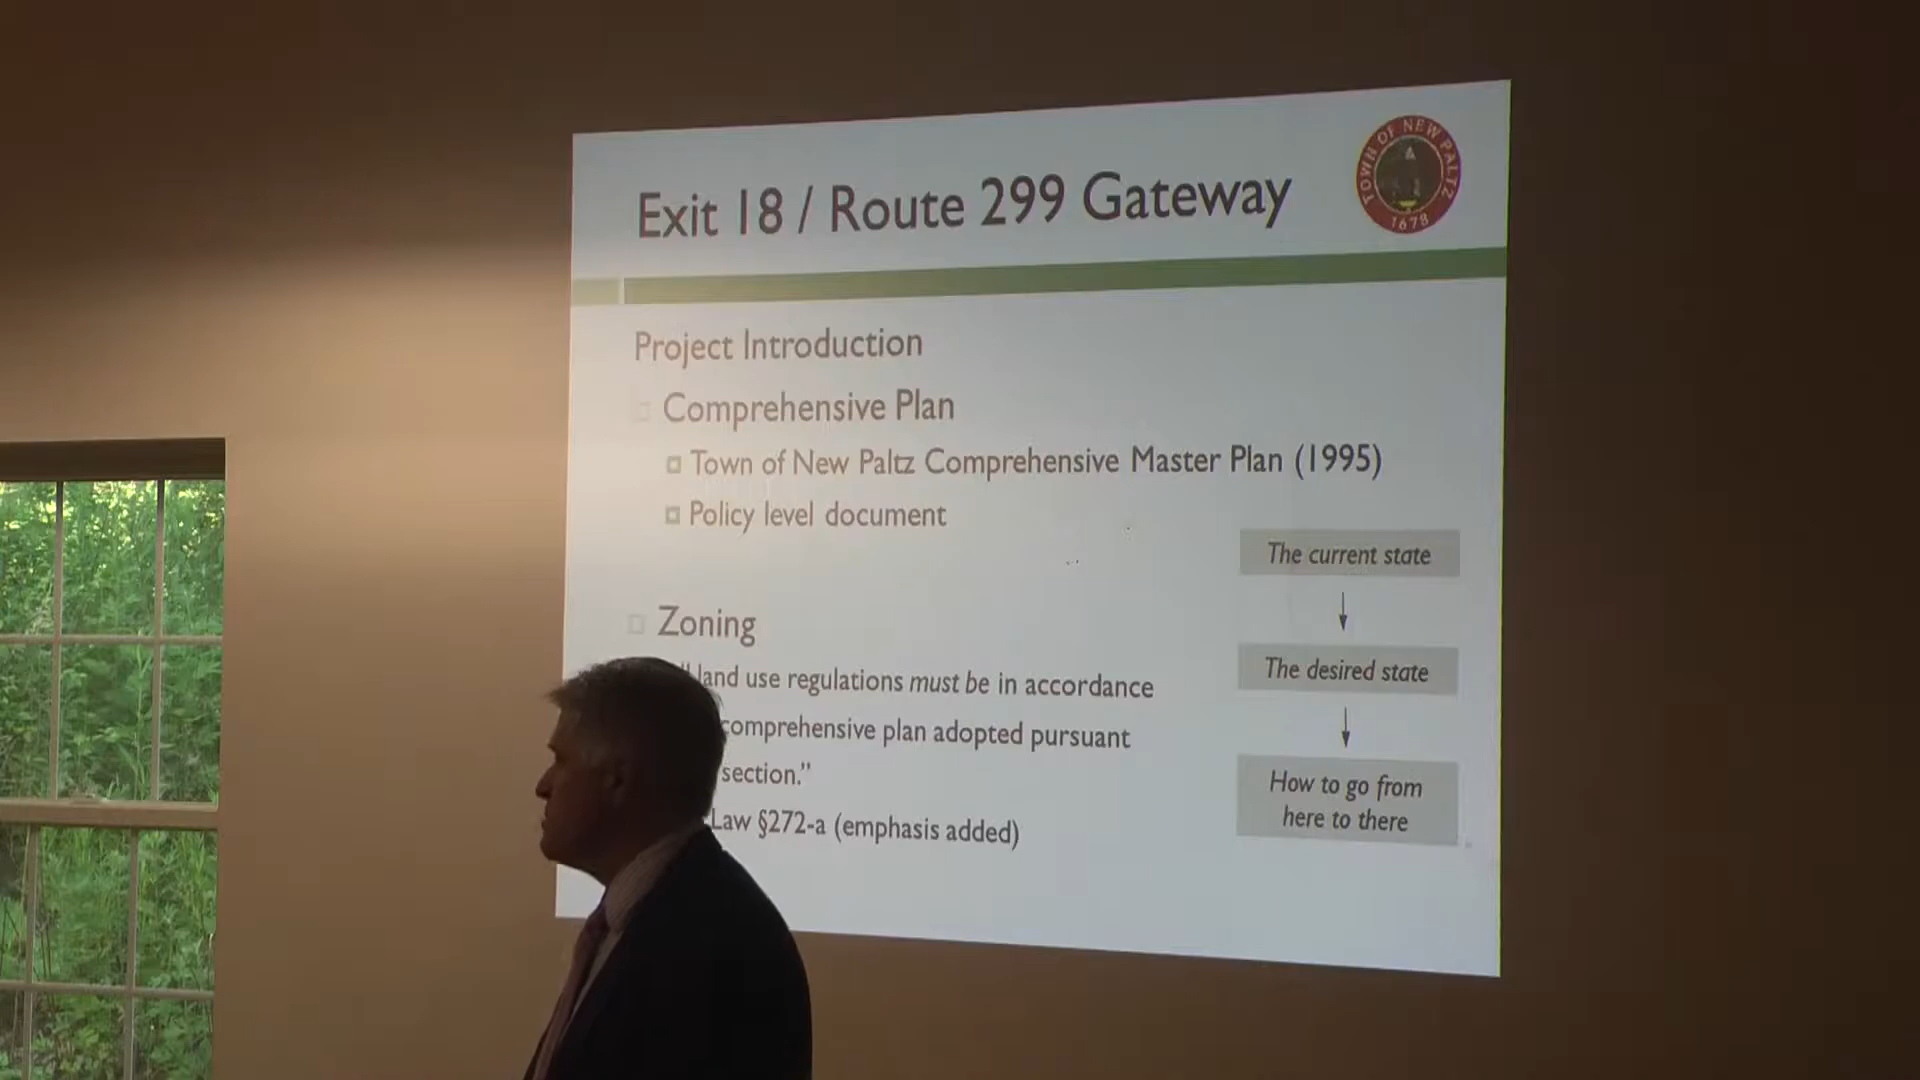 Exit 18 / Route 299 Gateway
TOWN OF NEW PALTZ
1678
Project Introduction
Comprehensive Plan
Town of New Paltz Comprehensive Master Plan (1995)
Policy level document
The current state
The desired state
How to go from
here to there
Zoning
land use regulations must be in accordance
comprehensive plan adopted pursuant
section.”
Law §272-a (emphasis added)